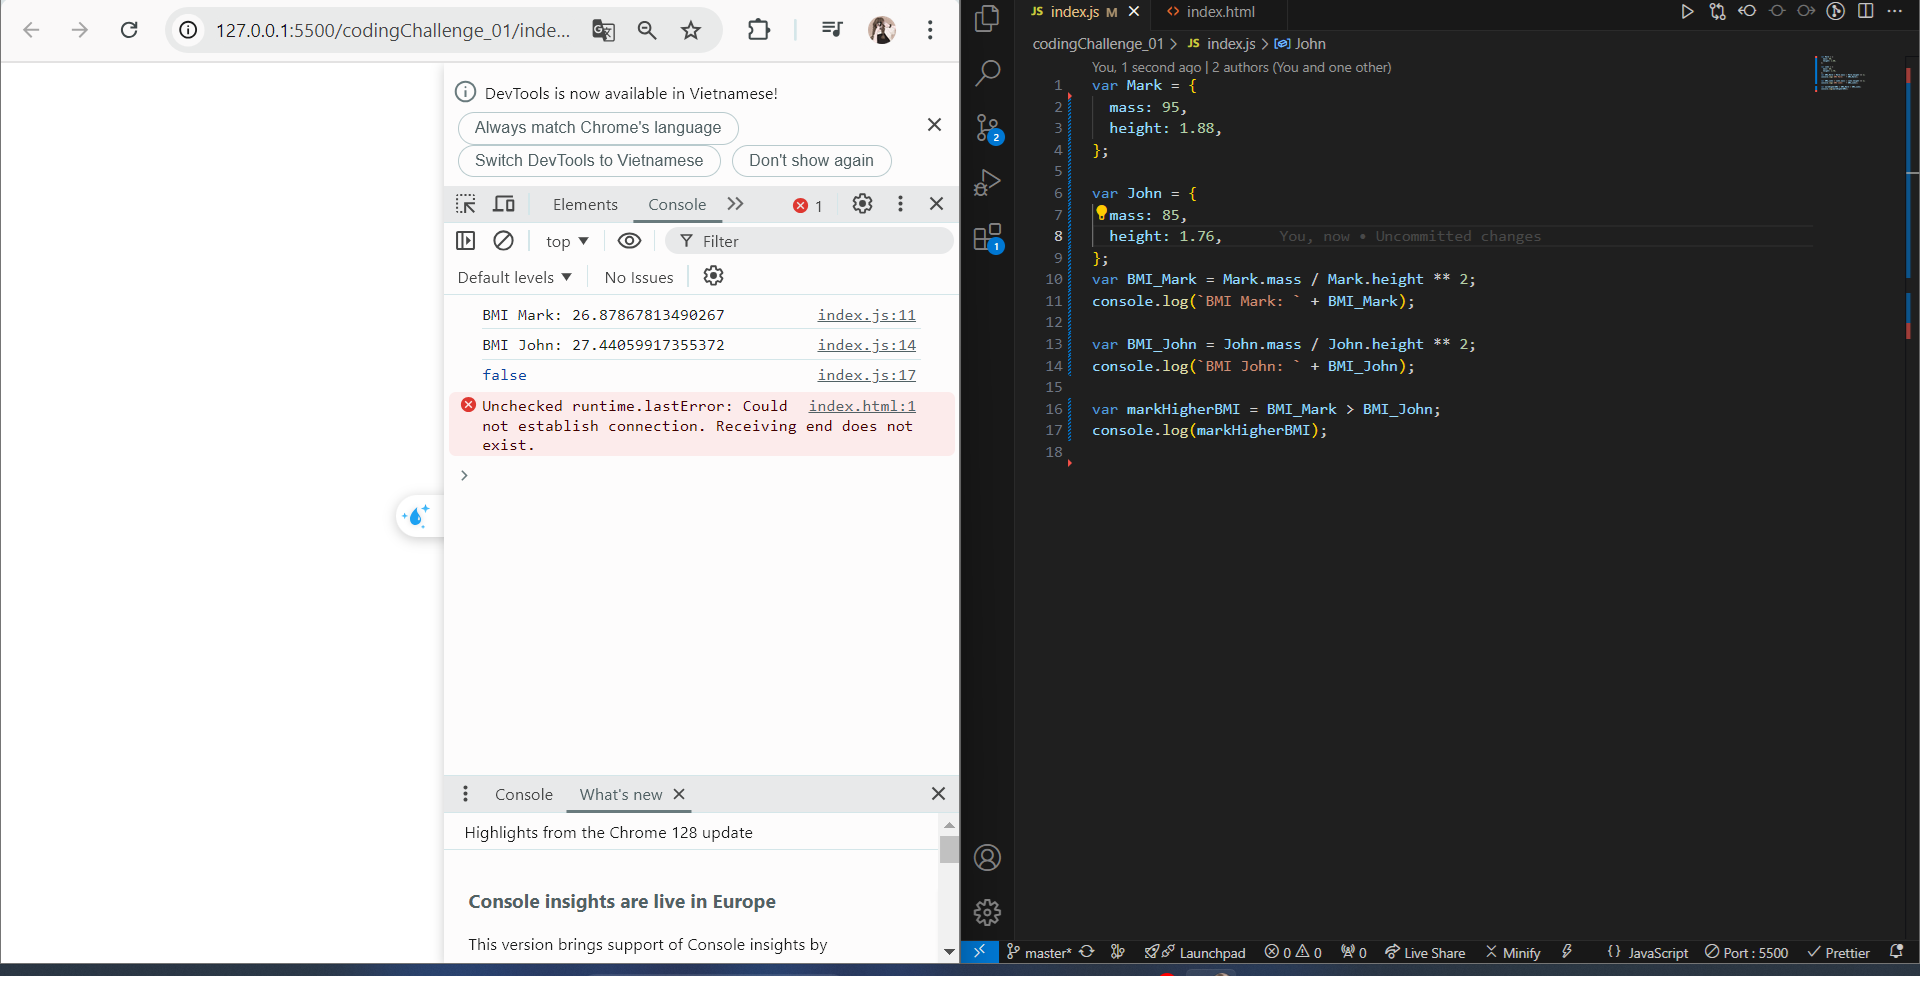 127.0.0.1:5500/codingChallenge_01/inde...
DevTools is now available in Vietnamese!
Always match Chrome's language
Switch DevTools to Vietnamese
Don't show again
Elements
Console
1
top
Filter
Default levels
No Issues
BMI Mark: 26.87867813490267 index.js:11
BMI John: 27.44059917355372 index.js:14
false index.js:17
Unchecked runtime.lastError: Could index.html:1
not establish connection. Receiving end does not
exist.
Console
What's new
Highlights from the Chrome 128 update
Console insights are live in Europe
This version brings support of Console insights by
JS index.js M
index.html
codingChallenge_01 > JS index.js > John
You, 1 second ago | 2 authors (You and one other)
1 var Mark = {
2 mass: 95,
3 height: 1.88,
4 };
5
6 var John = {
7 mass: 85,
8 height: 1.76, You, now • Uncommitted changes
9 };
10 var BMI_Mark = Mark.mass / Mark.height ** 2;
11 console.log(`BMI Mark: ` + BMI_Mark);
12
13 var BMI_John = John.mass / John.height ** 2;
14 console.log(`BMI John: ` + BMI_John);
15
16 var markHigherBMI = BMI_Mark > BMI_John;
17 console.log(markHigherBMI);
18
2
1
master* Launchpad 0 0 0 Live Share Minify {} JavaScript Port : 5500 Prettier